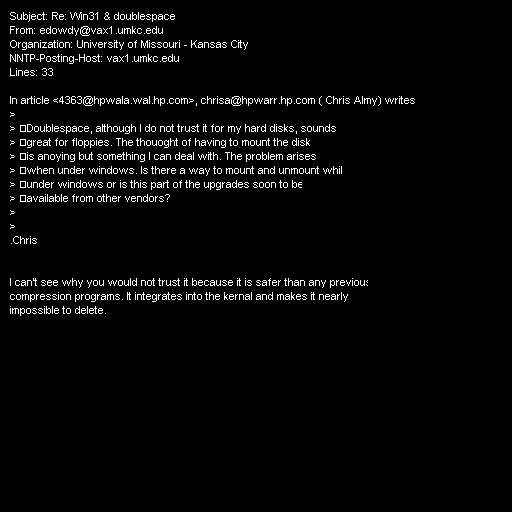 Subject: Re: Win31 & doublespace
From: edowdy@vax1.umkc.edu
Organization: University of Missouri - Kansas City
NNTP-Posting-Host: vax1.umkc.edu
Lines: 33

In article <4363@hpwala.wal.hp.com>, chrisa@hpwarr.hp.com ( Chris Almy) writes
>
> Doublespace, although I do not trust it for my hard disks, sounds
> great for floppies. The thouoght of having to mount the disk
> is anoying but something I can deal with. The problem arises
> when under windows. Is there a way to mount and unmount whil
> under windows or is this part of the upgrades soon to be
> available from other vendors?
>
>
.Chris

I can't see why you would not trust it because it is safer than any previous
compression programs. It integrates into the kernal and makes it nearly
impossible to delete.